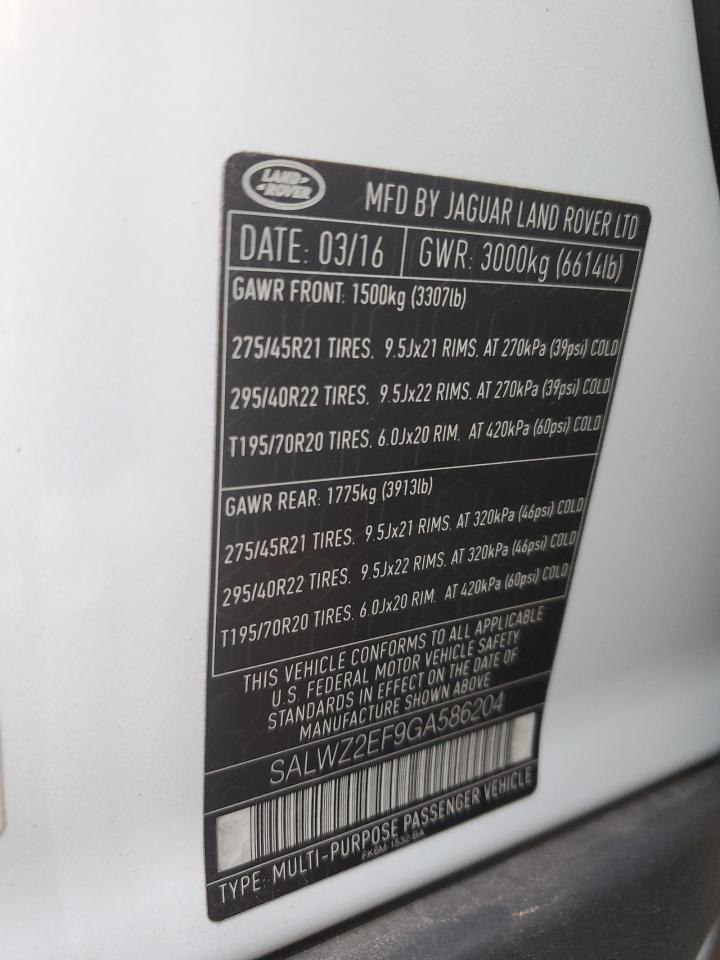 LAND-
-ROVER
MFD BY JAGUAR LAND ROVER LTD
DATE: 03/16 GWR: 3000kg (6614lb)
GAWR FRONT: 1500kg (3307lb)
275/45R21 TIRES, 9.5Jx21 RIMS, AT 270kPa (39psi) COLD
295/40R22 TIRES, 9.5Jx22 RIMS, AT 270kPa (39psi) COLD
T195/70R20 TIRES, 6.0Jx20 RIM, AT 420kPa (60psi) COLD
GAWR REAR: 1775kg (3913lb)
275/45R21 TIRES, 9.5Jx21 RIMS, AT 320kPa (46psi) COLD
295/40R22 TIRES, 9.5Jx22 RIMS, AT 320kPa (46psi) COLD
T195/70R20 TIRES, 6.0Jx20 RIM, AT 420kPa (60psi) COLD
THIS VEHICLE CONFORMS TO ALL APPLICABLE
U.S. FEDERAL MOTOR VEHICLE SAFETY
STANDARDS IN EFFECT ON THE DATE OF
MANUFACTURE SHOWN ABOVE
SALWZ2EF9GA586204
TYPE: MULTI-PURPOSE PASSENGER VEHICLE
FK6M-1532-BA